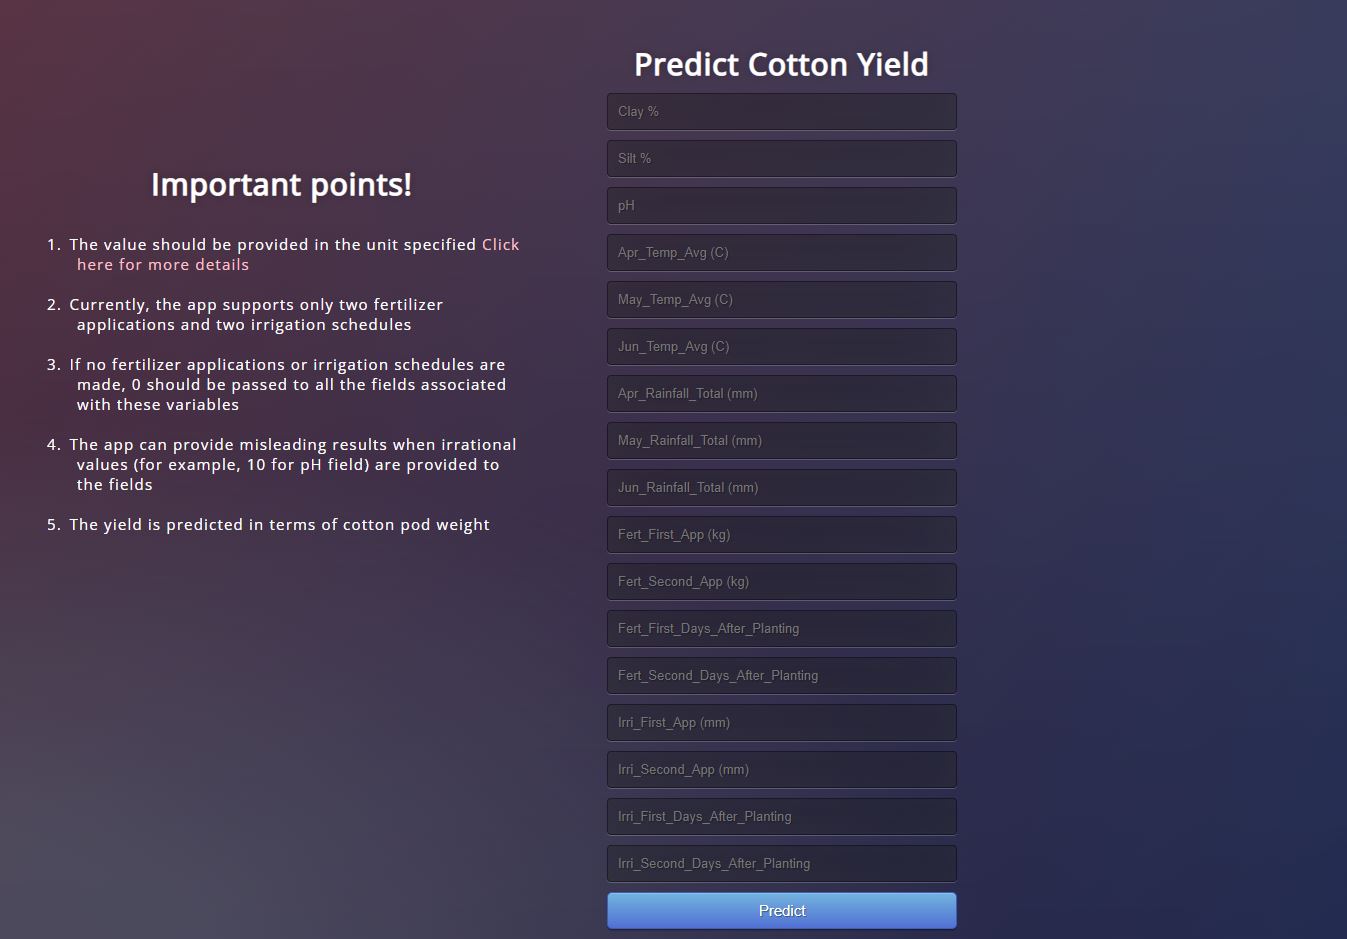 Important points!
1. The value should be provided in the unit specified Click
here for more details
2. Currently, the app supports only two fertilizer
applications and two irrigation schedules
3. If no fertilizer applications or irrigation schedules are
made, 0 should be passed to all the fields associated
with these variables
4. The app can provide misleading results when irrational
values (for example, 10 for pH field) are provided to
the fields
5. The yield is predicted in terms of cotton pod weight
Predict Cotton Yield
Clay %
Silt %
pH
Apr_Temp_Avg (C)
May_Temp_Avg (C)
Jun_Temp_Avg (C)
Apr_Rainfall_Total (mm)
May_Rainfall_Total (mm)
Jun_Rainfall_Total (mm)
Fert_First_App (kg)
Fert_Second_App (kg)
Fert_First_Days_After_Planting
Fert_Second_Days_After_Planting
Irri_First_App (mm)
Irri_Second_App (mm)
Irri_First_Days_After_Planting
Irri_Second_Days_After_Planting
Predict